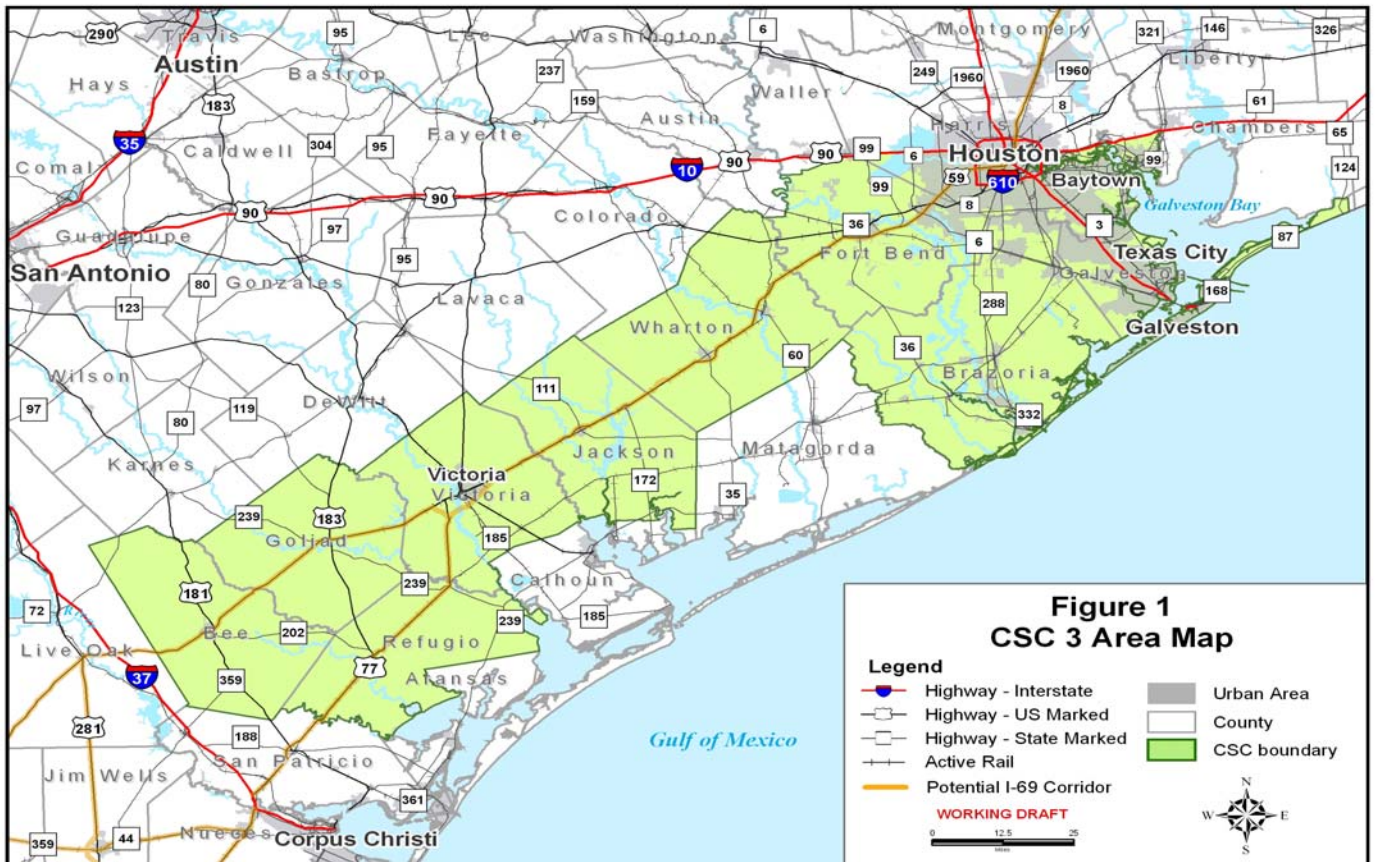 290
Travis
95
Lee
Washington
6
Montgomery
321
146
326
Austin
Hays
Bastrop
237
249
1960
1960
Liberty
183
159
Waller
8
61
35
Caldwell
304
95
Fayette
Austin
Harris
Chambers
65
Comal
10
90
90
99
6
Houston
99
124
90
90
99
59
610
Baytown
8
Galveston Bay
Guadalupe
97
Colorado
36
3
87
San Antonio
95
Fort Bend
6
Texas City
Gonzales
80
Galveston
123
Lavaca
288
168
Wharton
Galveston
60
36
Wilson
111
Brazoria
97
119
DeWitt
332
80
Jackson
Matagorda
Karnes
Victoria
172
Victoria
35
239
183
Goliad
185
181
239
Calhoun
72
202
239
185
Bee
Refugio
Live Oak
77
37
359
Aransas
281
188
Gulf of Mexico
San Patricio
Jim Wells
361
Nueces
44
359
Corpus Christi
Figure 1
CSC 3 Area Map
Legend
Highway - Interstate
Highway - US Marked
Highway - State Marked
Active Rail
Potential I-69 Corridor
Urban Area
County
CSC boundary
WORKING DRAFT
0 12.5 25
Miles
N
W E
S